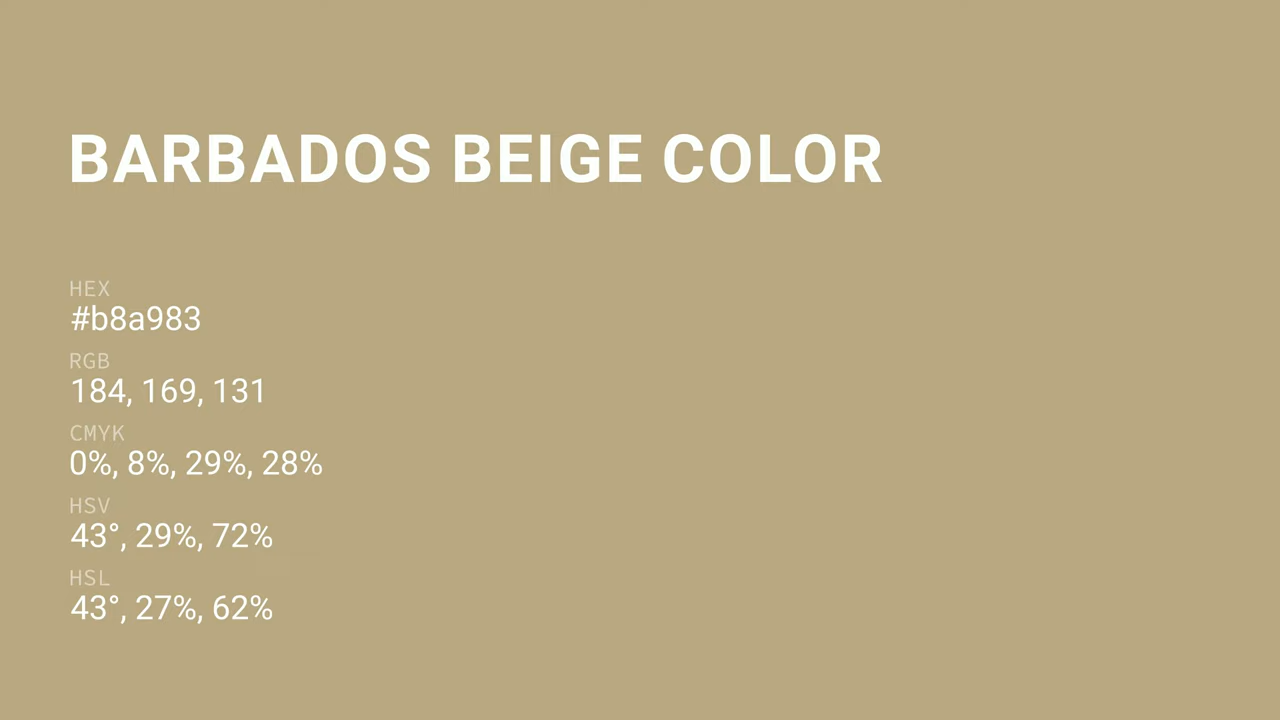 BARBADOS BEIGE COLOR
HEX
#b8a983
RGB
184, 169, 131
CMYK
0%, 8%, 29%, 28%
HSV
43°, 29%, 72%
HSL
43°, 27%, 62%